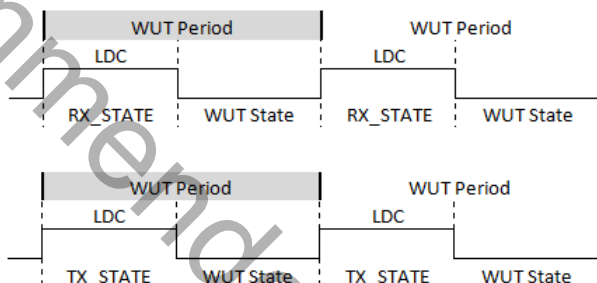 WUT Period WUT Period
LDC LDC
RX_STATE WUT State RX_STATE WUT State
WUT Period WUT Period
LDC LDC
TX_STATE WUT State TX_STATE WUT State